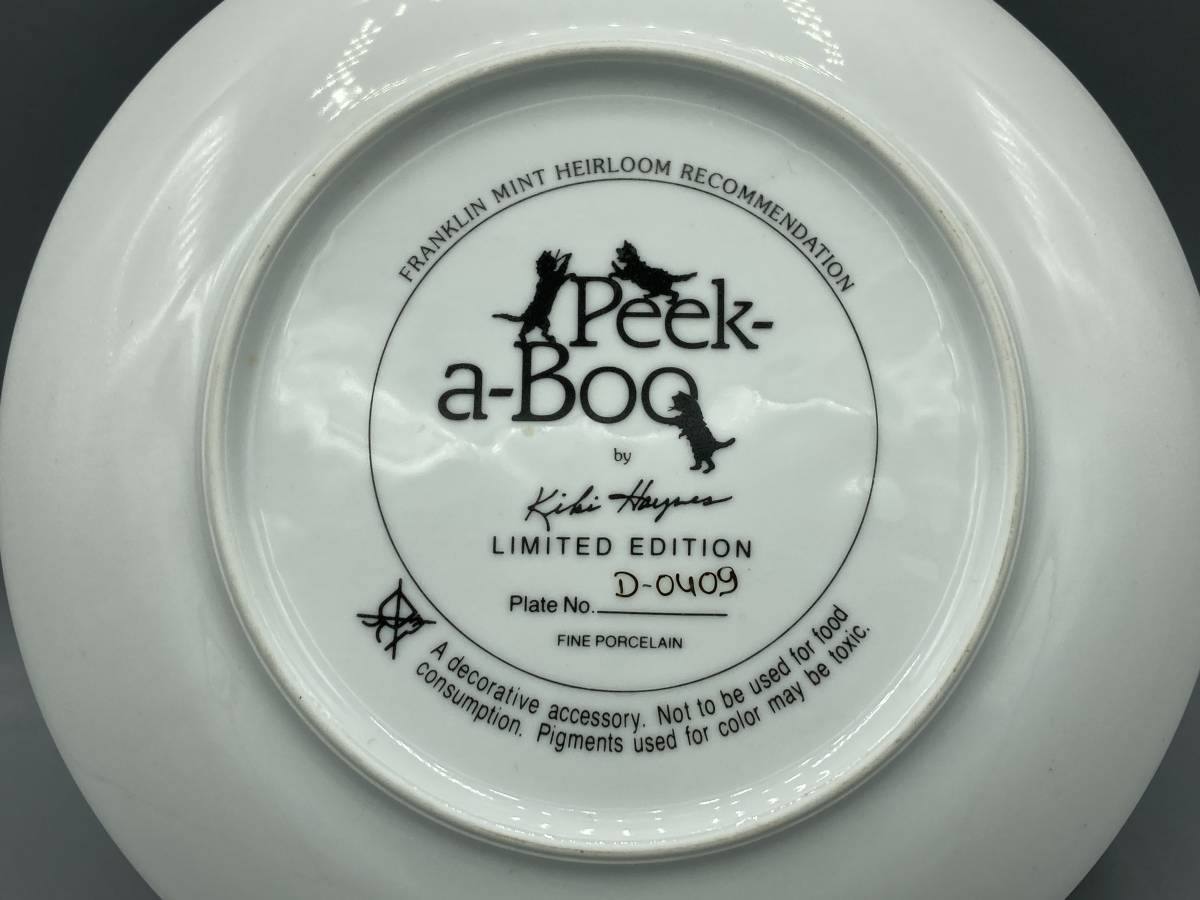 FRANKLIN MINT HEIRLOOM RECOMMENDATION
Peek-
a-Boo
by
Kiki Haynes
LIMITED EDITION
Plate No. D-0409
FINE PORCELAIN
A decorative accessory. Not to be used for food
consumption. Pigments used for color may be toxic.